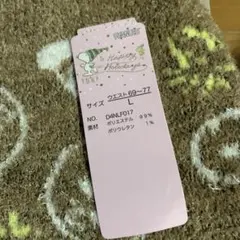 ウエスト 69〜77
サイズ L
NO. DANLF017
素材 ポリエステル 99%
ポリウレタン 1%